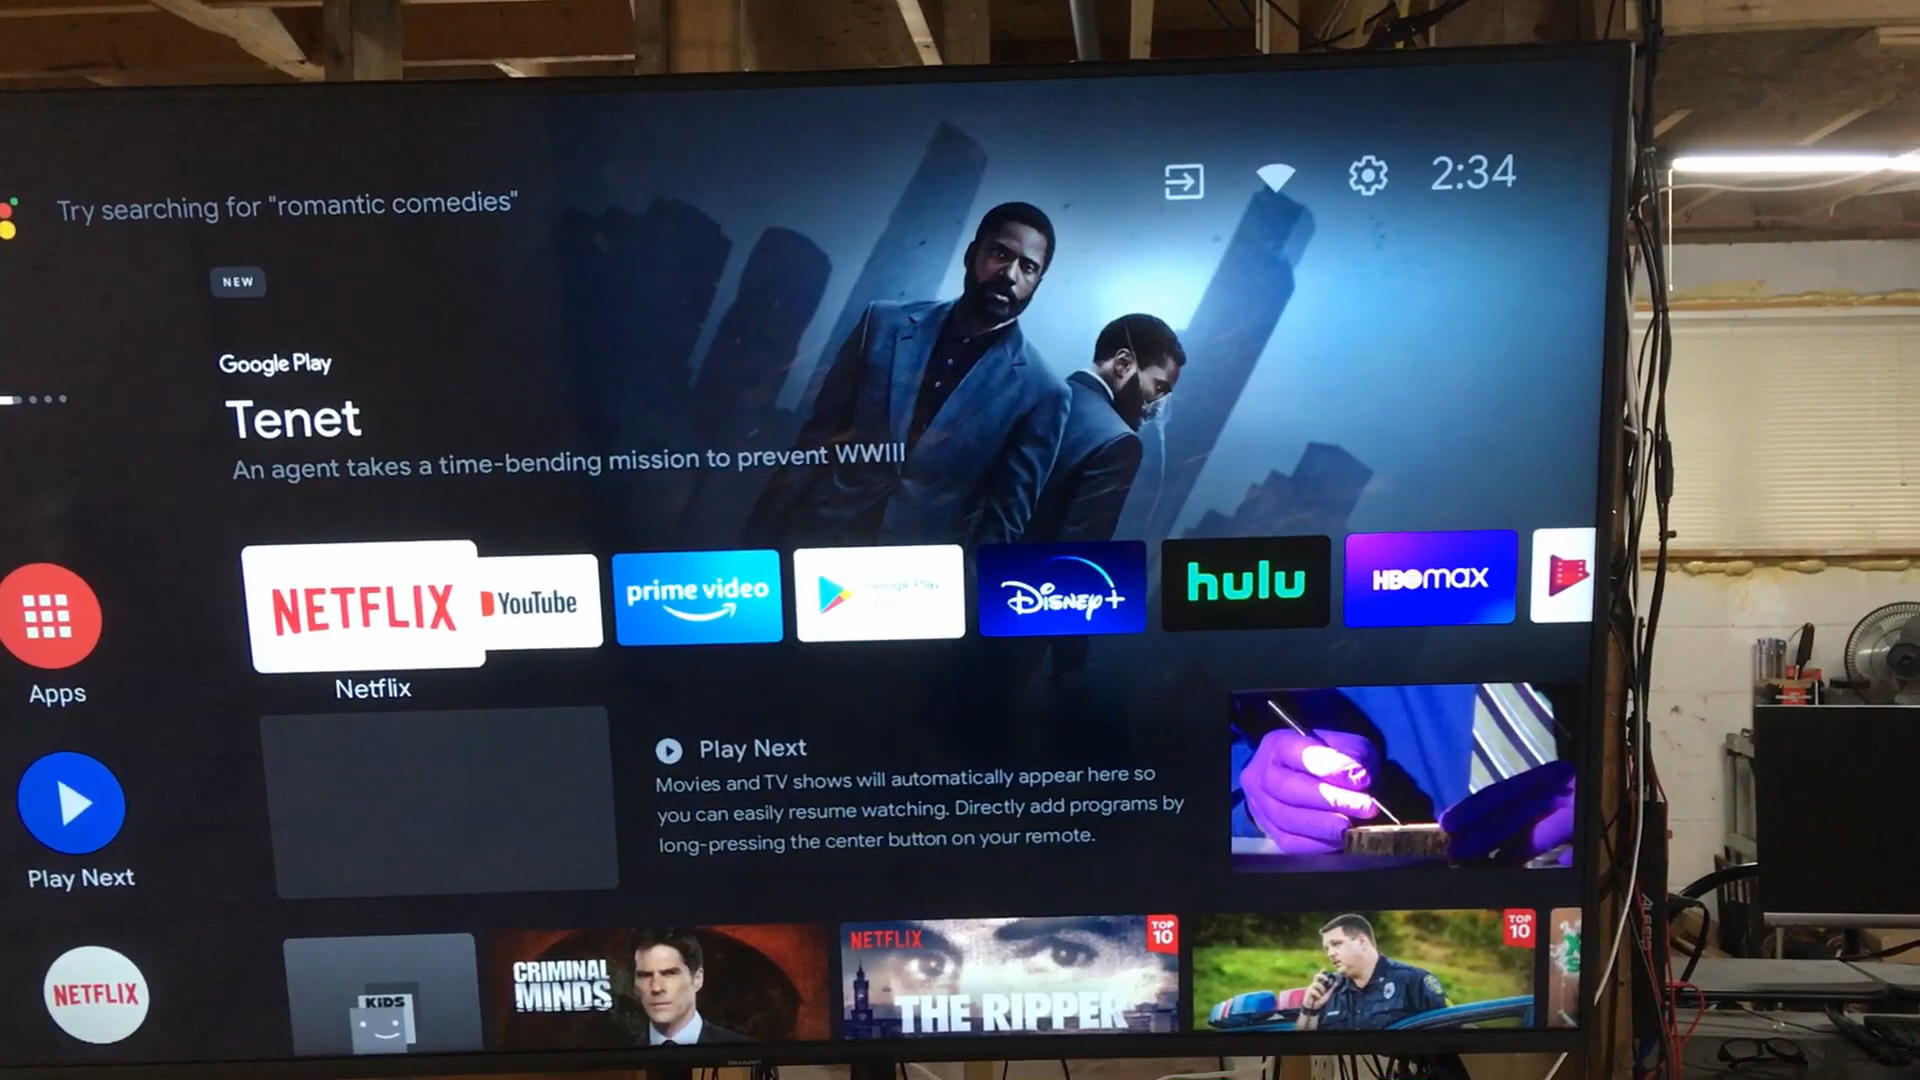 Try searching for "romantic comedies"
2:34
NEW
Google Play
Tenet
An agent takes a time-bending mission to prevent WWIII
NETFLIX
YouTube
prime video
Google Play
Disney+
hulu
HBOmax
Netflix
Apps
Play Next
Movies and TV shows will automatically appear here so
you can easily resume watching. Directly add programs by
long-pressing the center button on your remote.
Play Next
NETFLIX
KiDS
CRIMINAL
MINDS
NETFLIX
TOP
10
THE RIPPER
TOP
10